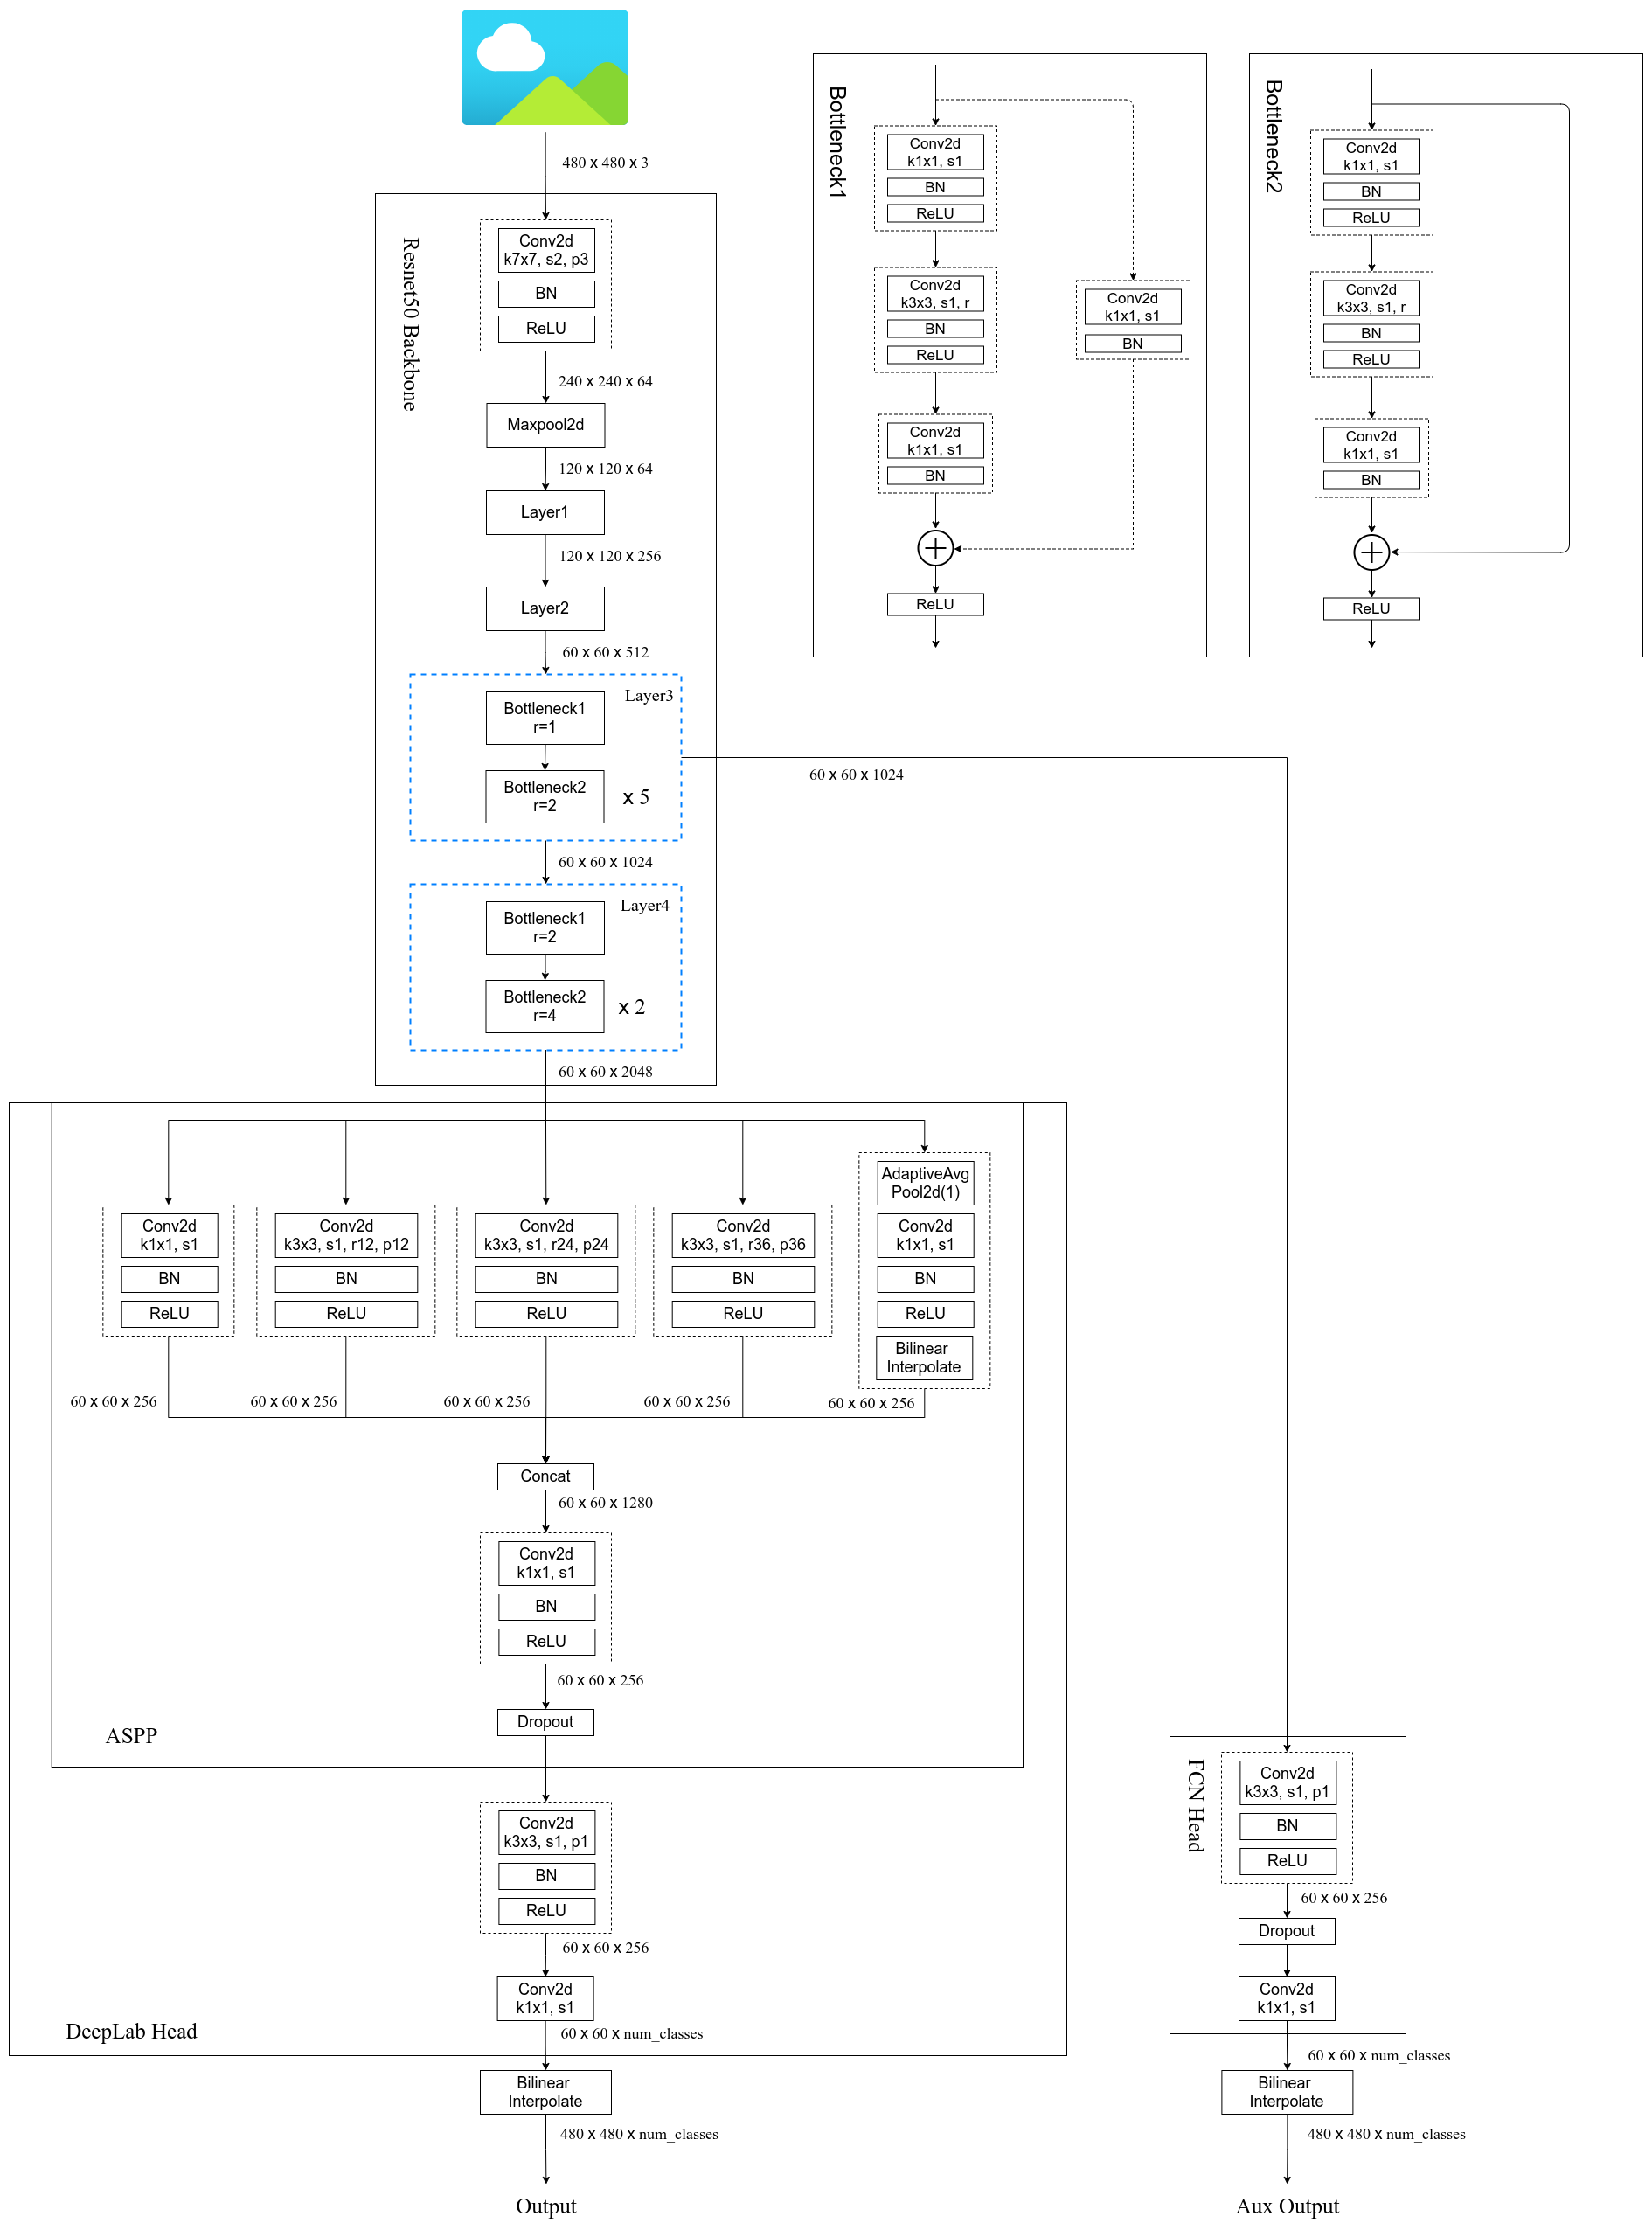 480 x 480 x 3
Resnet50 Backbone
Conv2d
k7x7, s2, p3
BN
ReLU
240 x 240 x 64
Maxpool2d
120 x 120 x 64
Layer1
120 x 120 x 256
Layer2
60 x 60 x 512
Layer3
Bottleneck1
r=1
Bottleneck2
r=2
x 5
60 x 60 x 1024
60 x 60 x 1024
Layer4
Bottleneck1
r=2
Bottleneck2
r=4
x 2
60 x 60 x 2048
Bottleneck1
Conv2d
k1x1, s1
BN
ReLU
Conv2d
k3x3, s1, r
BN
ReLU
Conv2d
k1x1, s1
BN
Conv2d
k1x1, s1
BN
ReLU
Bottleneck2
Conv2d
k1x1, s1
BN
ReLU
Conv2d
k3x3, s1, r
BN
ReLU
Conv2d
k1x1, s1
BN
ReLU
Conv2d
k1x1, s1
BN
ReLU
60 x 60 x 256
Conv2d
k3x3, s1, r12, p12
BN
ReLU
60 x 60 x 256
Conv2d
k3x3, s1, r24, p24
BN
ReLU
60 x 60 x 256
Conv2d
k3x3, s1, r36, p36
BN
ReLU
60 x 60 x 256
AdaptiveAvg
Pool2d(1)
Conv2d
k1x1, s1
BN
ReLU
Bilinear
Interpolate
60 x 60 x 256
Concat
60 x 60 x 1280
Conv2d
k1x1, s1
BN
ReLU
60 x 60 x 256
Dropout
ASPP
Conv2d
k3x3, s1, p1
BN
ReLU
60 x 60 x 256
Conv2d
k1x1, s1
DeepLab Head
60 x 60 x num_classes
Bilinear
Interpolate
480 x 480 x num_classes
Output
FCN Head
Conv2d
k3x3, s1, p1
BN
ReLU
60 x 60 x 256
Dropout
Conv2d
k1x1, s1
60 x 60 x num_classes
Bilinear
Interpolate
480 x 480 x num_classes
Aux Output